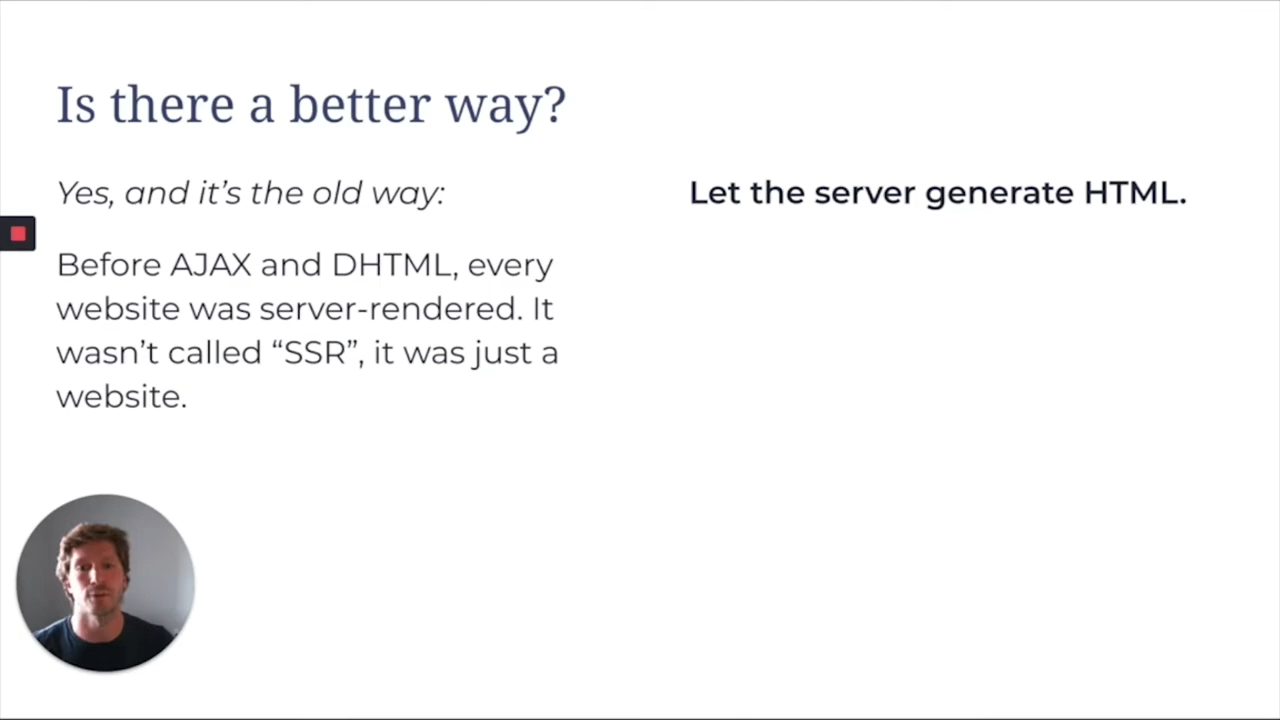 Is there a better way?
Yes, and it’s the old way:
Before AJAX and DHTML, every
website was server-rendered. It
wasn’t called “SSR”, it was just a
website.
Let the server generate HTML.